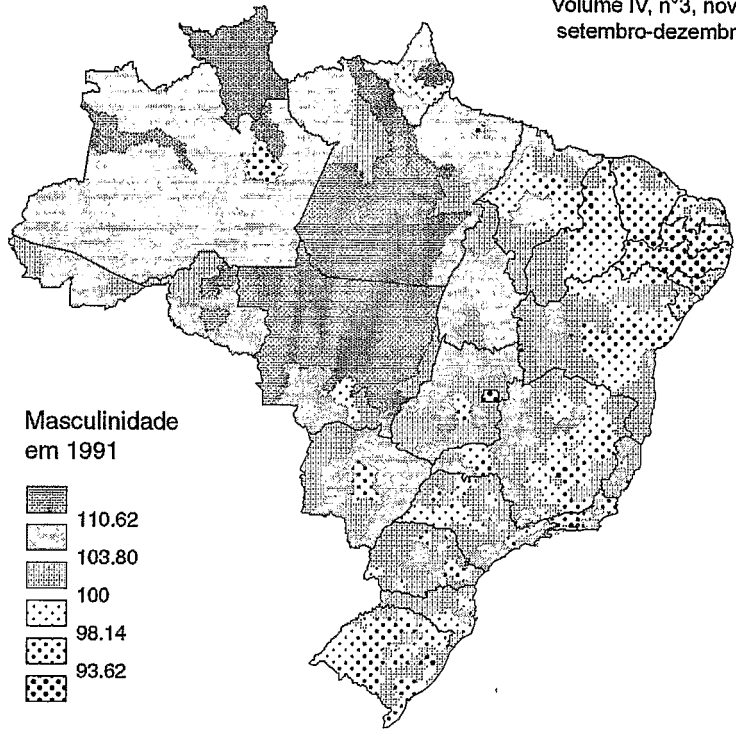 Volume IV, n°3, nov
setembro-dezembr
Masculinidade
em 1991
110.62
103.80
100
98.14
93.62